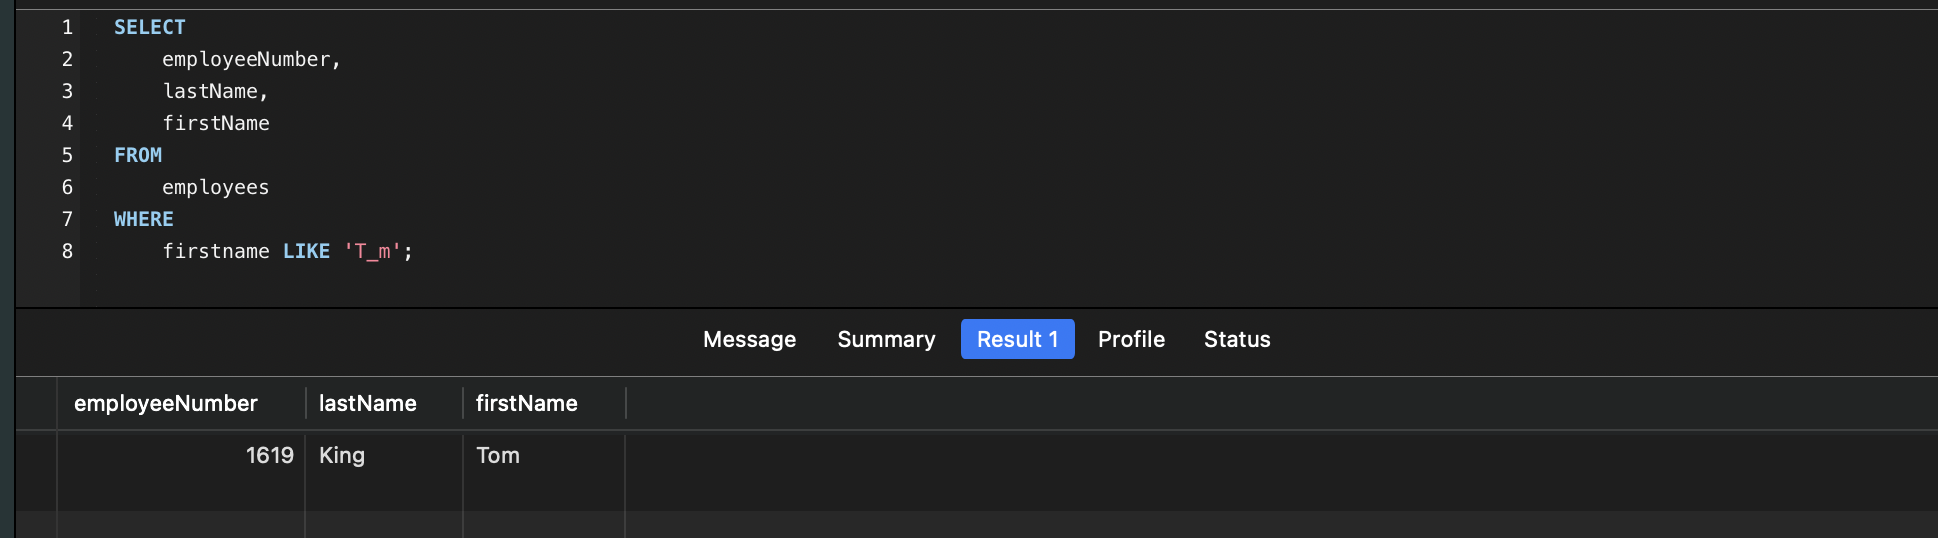 1 SELECT
2 employeeNumber,
3 lastName,
4 firstName
5 FROM
6 employees
7 WHERE
8 firstname LIKE 'T_m';
Message Summary Result 1 Profile Status
employeeNumber lastName firstName
1619 King Tom